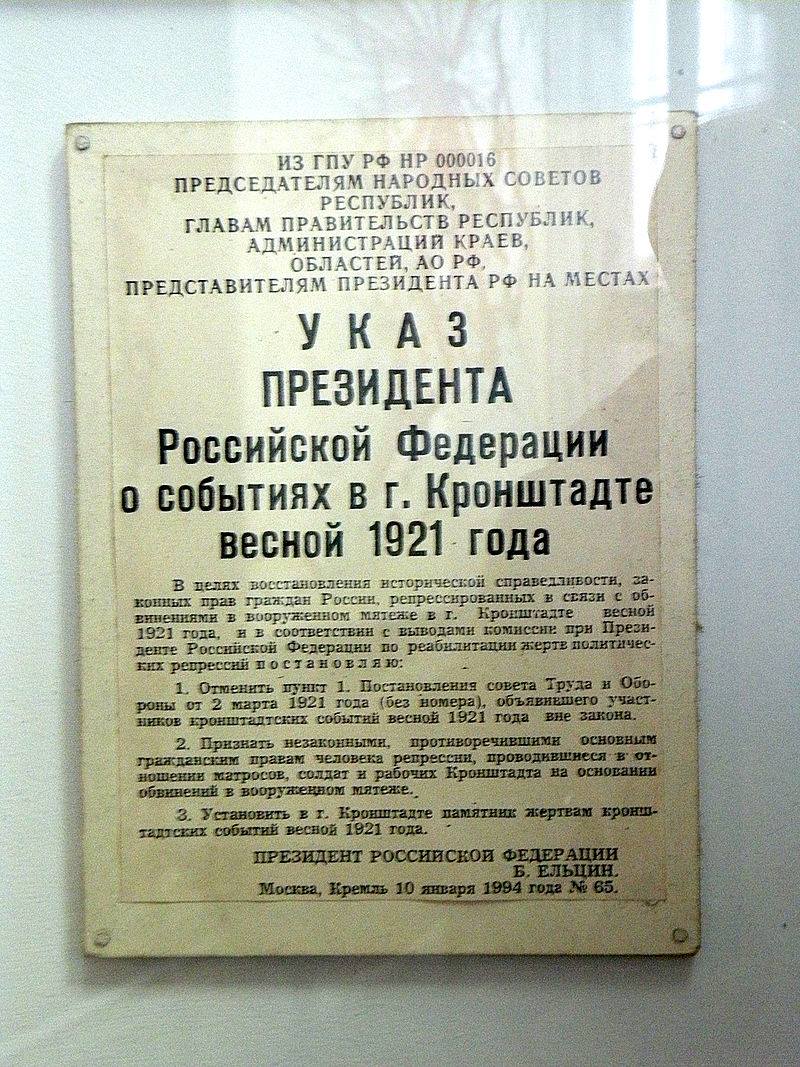 ИЗ ГПУ РФ НР 000016
ПРЕДСЕДАТЕЛЯМ НАРОДНЫХ СОВЕТОВ
РЕСПУБЛИК,
ГЛАВАМ ПРАВИТЕЛЬСТВ РЕСПУБЛИК,
АДМИНИСТРАЦИЙ КРАЕВ,
ОБЛАСТЕЙ, АО РФ,
ПРЕДСТАВИТЕЛЯМ ПРЕЗИДЕНТА РФ НА МЕСТАХ
У К А З
ПРЕЗИДЕНТА
Российской Федерации
о событиях в г. Кронштадте
весной 1921 года
В целях восстановления исторической справедливости, за-
конных прав граждан России, репрессированных в связи с об-
винениями в вооруженном мятеже в г. Кронштадте весной
1921 года, и в соответствии с выводами комиссии при Прези-
денте Российской Федерации по реабилитации жертв политичес-
ких репрессий п о с т а н о в л я ю:
1. Отменить пункт 1. Постановления совета Труда и Обо-
роны от 2 марта 1921 года (без номера), объявившего участ-
ников кронштадтских событий весной 1921 года вне закона.
2. Признать незаконными, противоречившими основным
гражданским правам человека репрессии, проводившиеся в от-
ношении матросов, солдат и рабочих Кронштадта на основании
обвинений в вооруженном мятеже.
3. Установить в г. Кронштадте памятник жертвам кронш-
тадтских событий весной 1921 года.
ПРЕЗИДЕНТ РОССИЙСКОЙ ФЕДЕРАЦИИ
Б. ЕЛЬЦИН.
Москва, Кремль 10 января 1994 года № 65.